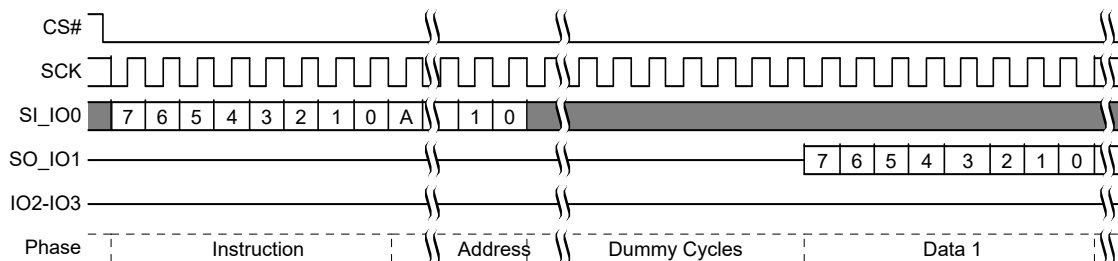 CS#
SCK
SI_IO0 7 6 5 4 3 2 1 0 A 1 0
SO_IO1 7 6 5 4 3 2 1 0
IO2-IO3
Phase Instruction Address Dummy Cycles Data 1